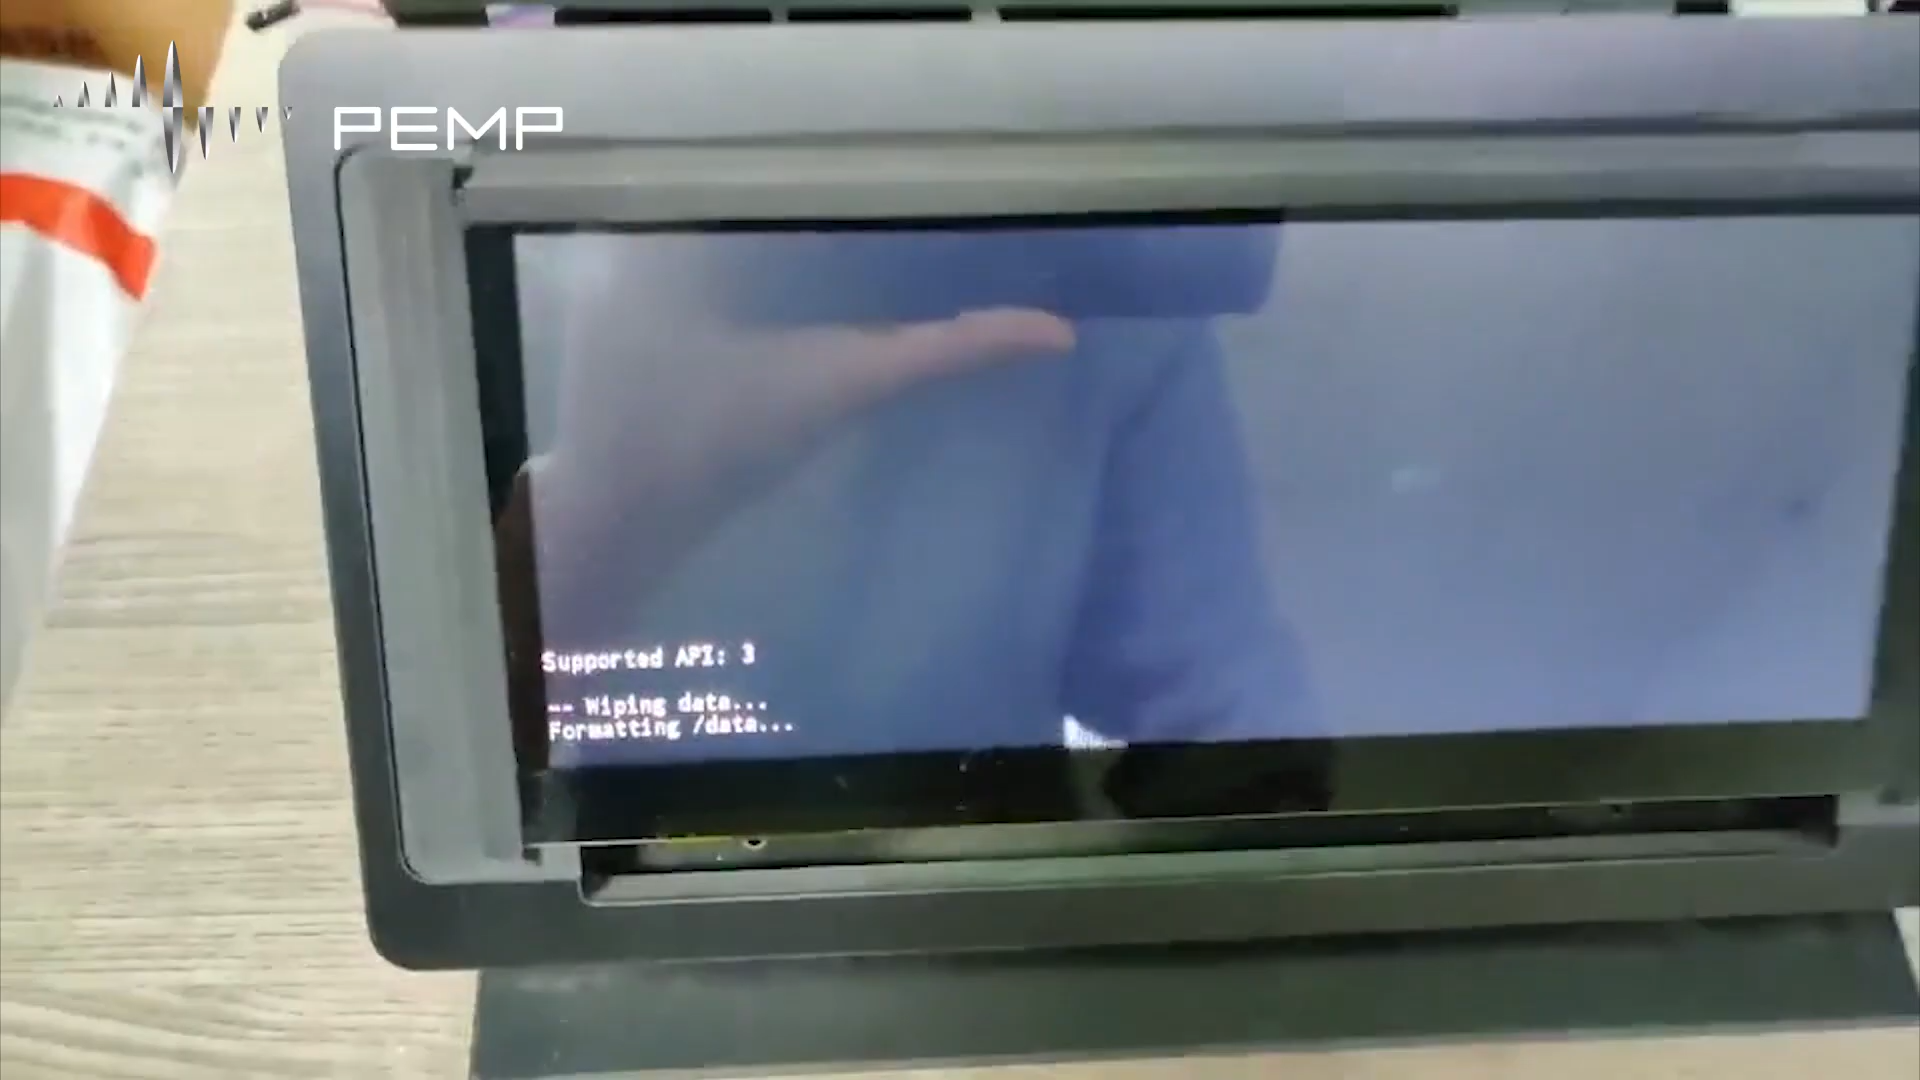 PEMP
Supported API: 3
-- Wiping data...
Formatting /data...